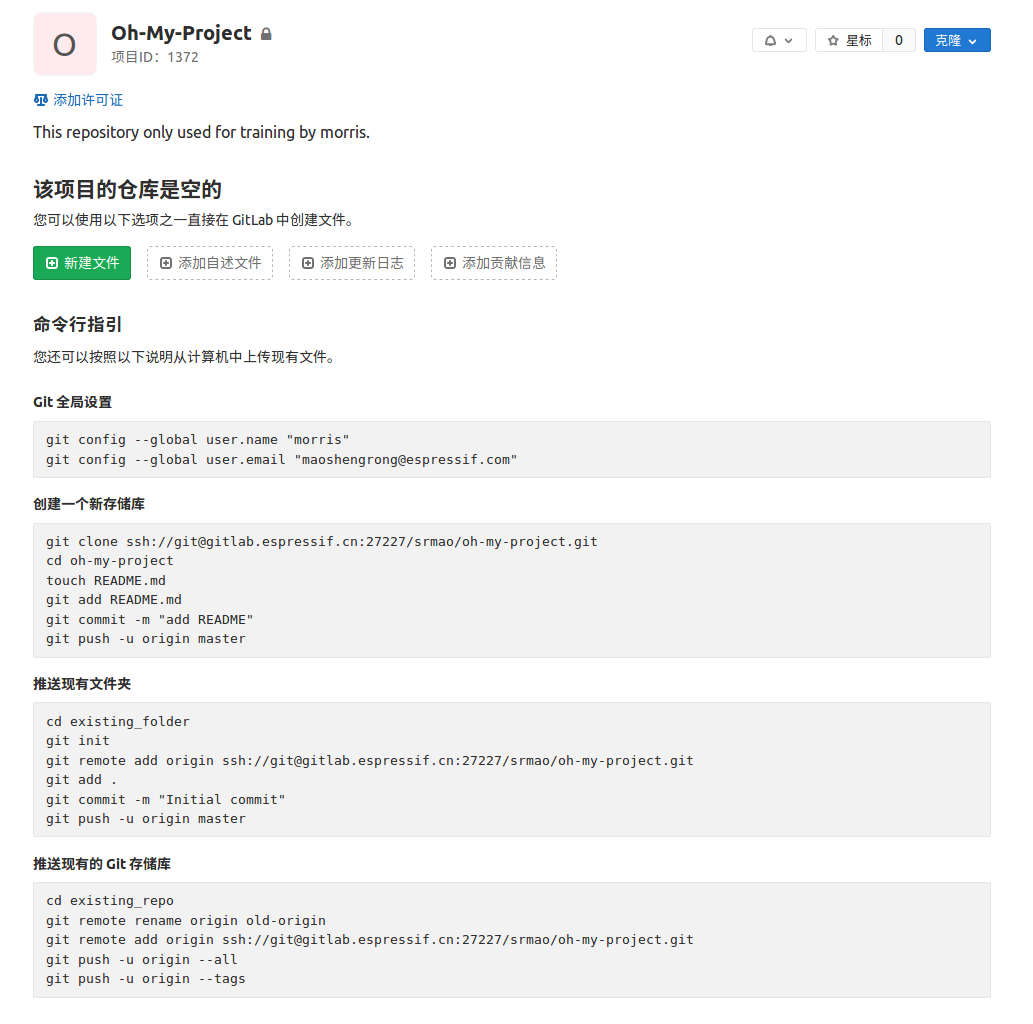 O
Oh-My-Project
项目ID：1372
星标 0 克隆
添加许可证
This repository only used for training by morris.
该项目的仓库是空的
您可以使用以下选项之一直接在 GitLab 中创建文件。
新建文件 添加自述文件 添加更新日志 添加贡献信息
命令行指引
您还可以按照以下说明从计算机中上传现有文件。
Git 全局设置
git config --global user.name "morris"
git config --global user.email "maoshengrong@espressif.com"
创建一个新存储库
git clone ssh://git@gitlab.espressif.cn:27227/srmao/oh-my-project.git
cd oh-my-project
touch README.md
git add README.md
git commit -m "add README"
git push -u origin master
推送现有文件夹
cd existing_folder
git init
git remote add origin ssh://git@gitlab.espressif.cn:27227/srmao/oh-my-project.git
git add .
git commit -m "Initial commit"
git push -u origin master
推送现有的 Git 存储库
cd existing_repo
git remote rename origin old-origin
git remote add origin ssh://git@gitlab.espressif.cn:27227/srmao/oh-my-project.git
git push -u origin --all
git push -u origin --tags